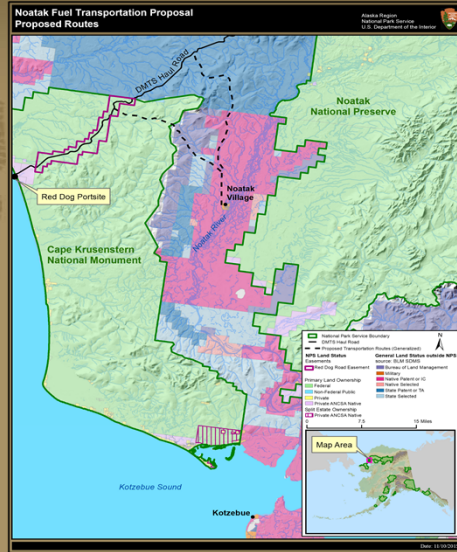 Noatak Fuel Transportation Proposal
Proposed Routes
Alaska Region
National Park Service
U.S. Department of the Interior
DMTS Haul Road
Noatak
National Preserve
Red Dog Portsite
Noatak
Village
Noatak River
Cape Krusenstern
National Monument
National Park Service Boundary
DMTS Haul Road
Proposed Transportation Routes (Generalized)
N
NPS Land Status
Easements
Red Dog Road Easement
Primary Land Ownership
Federal
Non-Federal Public
Private
Private ANCSA Native
Split Estate Ownership
Private ANCSA Native
General Land Status outside NPS
source: BLM SDMS
Bureau of Land Management
Military
Native Patent or IC
Native Selected
State Patent or TA
State Selected
0 7.5 15 Miles
Map Area
Kotzebue Sound
Kotzebue